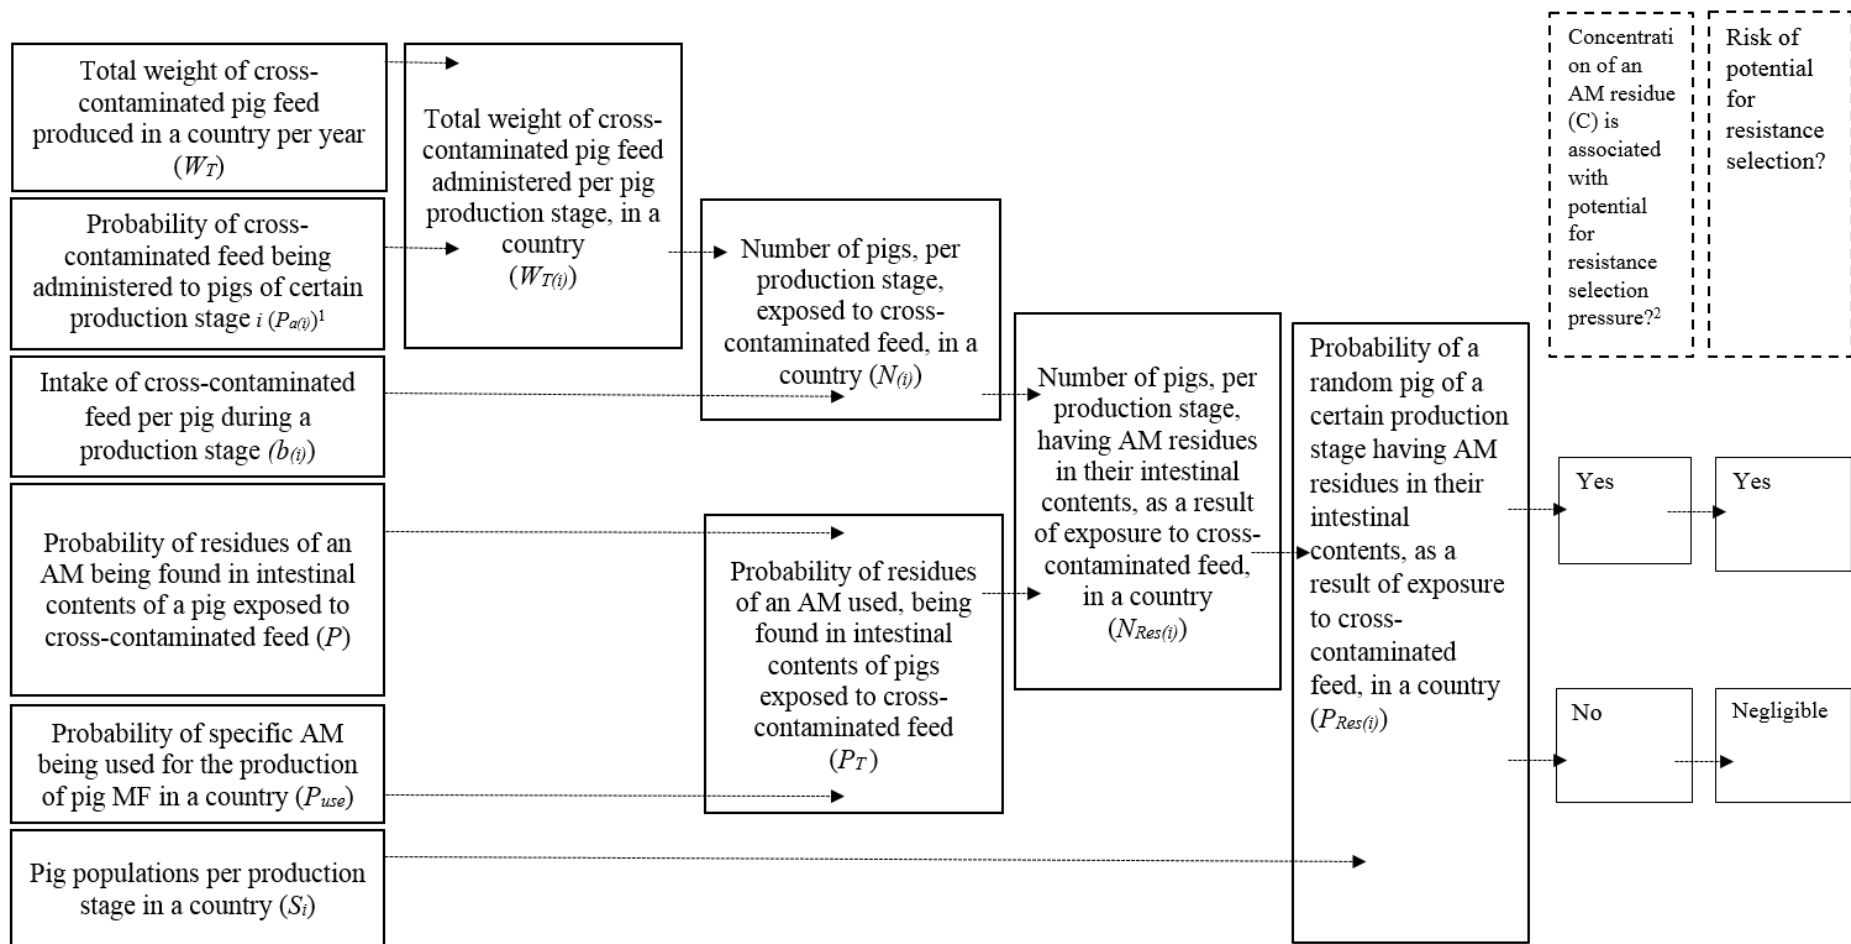 Total weight of cross-
contaminated pig feed
produced in a country per year
(WT)
Probability of cross-
contaminated feed being
administered to pigs of certain
production stage i (Pa(i))1
Intake of cross-contaminated
feed per pig during a
production stage (b(i))
Probability of residues of an
AM being found in intestinal
contents of a pig exposed to
cross-contaminated feed (P)
Probability of specific AM
being used for the production
of pig MF in a country (Puse)
Pig populations per production
stage in a country (Si)
Total weight of cross-
contaminated pig feed
administered per pig
production stage, in a
country
(WT(i))
Number of pigs, per
production stage,
exposed to cross-
contaminated feed, in a
country (N(i))
Probability of residues
of an AM used, being
found in intestinal
contents of pigs
exposed to cross-
contaminated feed
(PT)
Number of pigs, per
production stage,
having AM residues
in their intestinal
contents, as a result
of exposure to cross-
contaminated feed,
in a country
(NRes(i))
Probability of a
random pig of a
certain production
stage having AM
residues in their
intestinal
contents, as a
result of exposure
to cross-
contaminated
feed, in a country
(PRes(i))
Concentrati
on of an
AM residue
(C) is
associated
with
potential
for
resistance
selection
pressure?2
Risk of
potential
for
resistance
selection?
Yes
Yes
No
Negligible